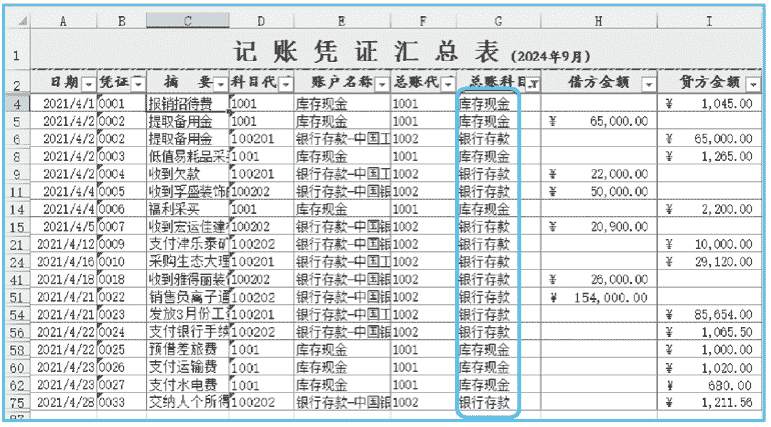 A B C D E F G H I
1 记账凭证汇总表 (2024年9月)
2 日期 凭证 摘 要 科目代 账户名称 总账代 总账科目 借方金额 贷方金额
4 2021/4/1 0001 报销招待费 1001 库存现金 1001 库存现金 ¥ 1,045.00
5 2021/4/2 0002 提取备用金 1001 库存现金 1001 库存现金 ¥ 65,000.00
6 2021/4/2 0002 提取备用金 100201 银行存款-中国工 1002 银行存款 ¥ 65,000.00
8 2021/4/2 0003 低值易耗品采 1001 库存现金 1001 库存现金 ¥ 1,265.00
9 2021/4/2 0004 收到欠款 100201 银行存款-中国工 1002 银行存款 ¥ 22,000.00
11 2021/4/4 0005 收到孚盛装饰 100202 银行存款-中国银 1002 银行存款 ¥ 50,000.00
14 2021/4/4 0006 福利采买 1001 库存现金 1001 库存现金 ¥ 2,200.00
15 2021/4/5 0007 收到宏运佳建 100202 银行存款-中国银 1002 银行存款 ¥ 20,900.00
21 2021/4/12 0009 支付津乐泰矿 100202 银行存款-中国银 1002 银行存款 ¥ 10,000.00
24 2021/4/16 0010 采购生态大理 100201 银行存款-中国工 1002 银行存款 ¥ 29,120.00
41 2021/4/18 0018 收到雅得丽装 100202 银行存款-中国银 1002 银行存款 ¥ 26,000.00
51 2021/4/21 0022 销售负离子 100202 银行存款-中国银 1002 银行存款 ¥ 154,000.00
54 2021/4/21 0023 发放3月份工 100201 银行存款-中国工 1002 银行存款 ¥ 85,654.00
56 2021/4/22 0024 支付银行手续 100202 银行存款-中国银 1002 银行存款 ¥ 1,065.50
58 2021/4/22 0025 预借差旅费 1001 库存现金 1001 库存现金 ¥ 1,000.00
60 2021/4/23 0026 支付运输费 1001 库存现金 1001 库存现金 ¥ 1,020.00
62 2021/4/23 0027 支付水电费 1001 库存现金 1001 库存现金 ¥ 680.00
75 2021/4/28 0033 交纳人个所得 100202 银行存款-中国银 1002 银行存款 ¥ 1,211.56